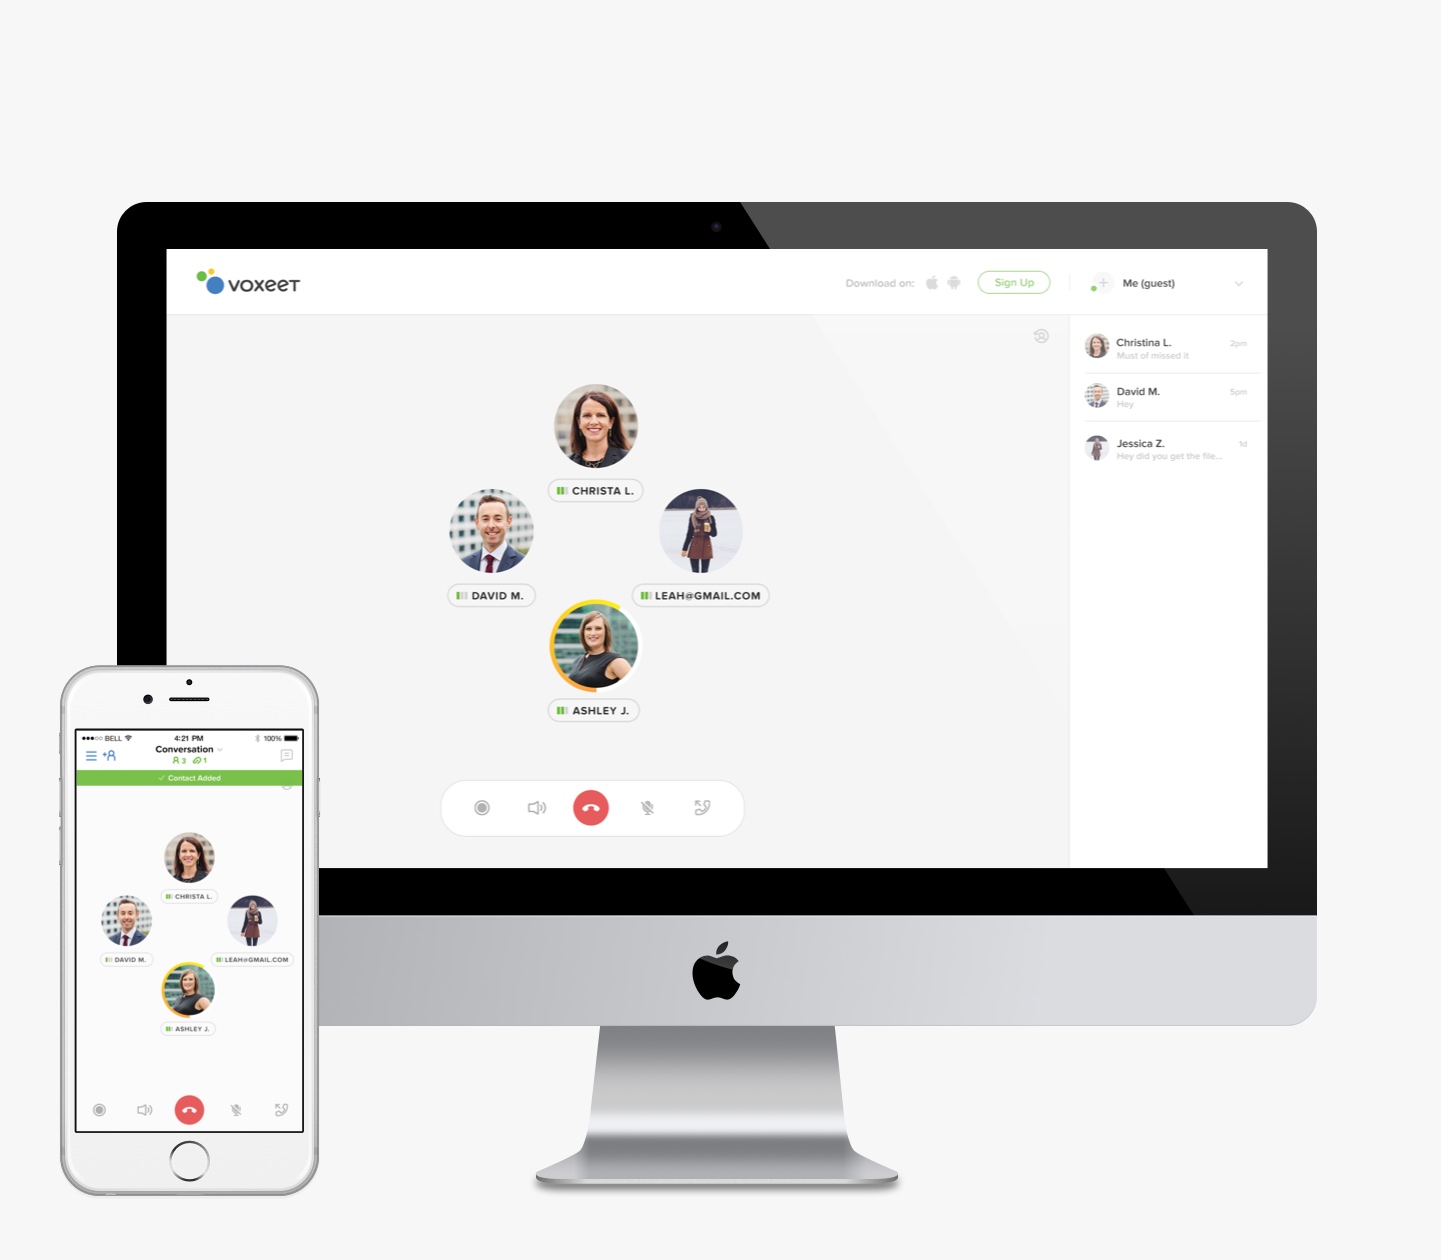 voxeet
Download on:
Sign Up
Me (guest)
Christina L.
2pm
Must of missed it
David M.
5pm
Hey
Jessica Z.
1d
Hey did you get the file...
CHRISTA L.
DAVID M.
LEAH@GMAIL.COM
ASHLEY J.
BELL
4:21 PM
100%
Conversation
3
1
Contact Added
CHRISTA L.
DAVID M.
LEAH@GMAIL.COM
ASHLEY J.